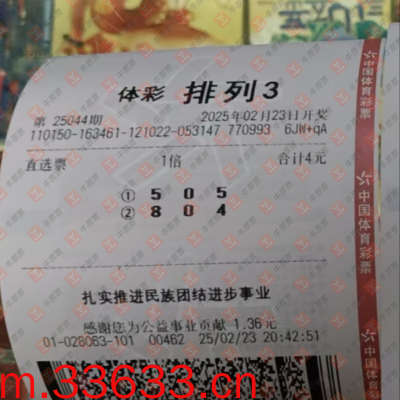 体彩 排列3
第 25044期 2025年02月23日开奖
110150-163461-121022-053147 770993 6JW+qA
直选票 1倍 合计4元
① 5 0 5
② 8 0 4
扎实推进民族团结进步事业
感谢您为公益事业贡献 1.36元
01-028063-101 00462 25/02/23 20:42:51
中国体育彩票
中国体育彩票
m.33633.cn